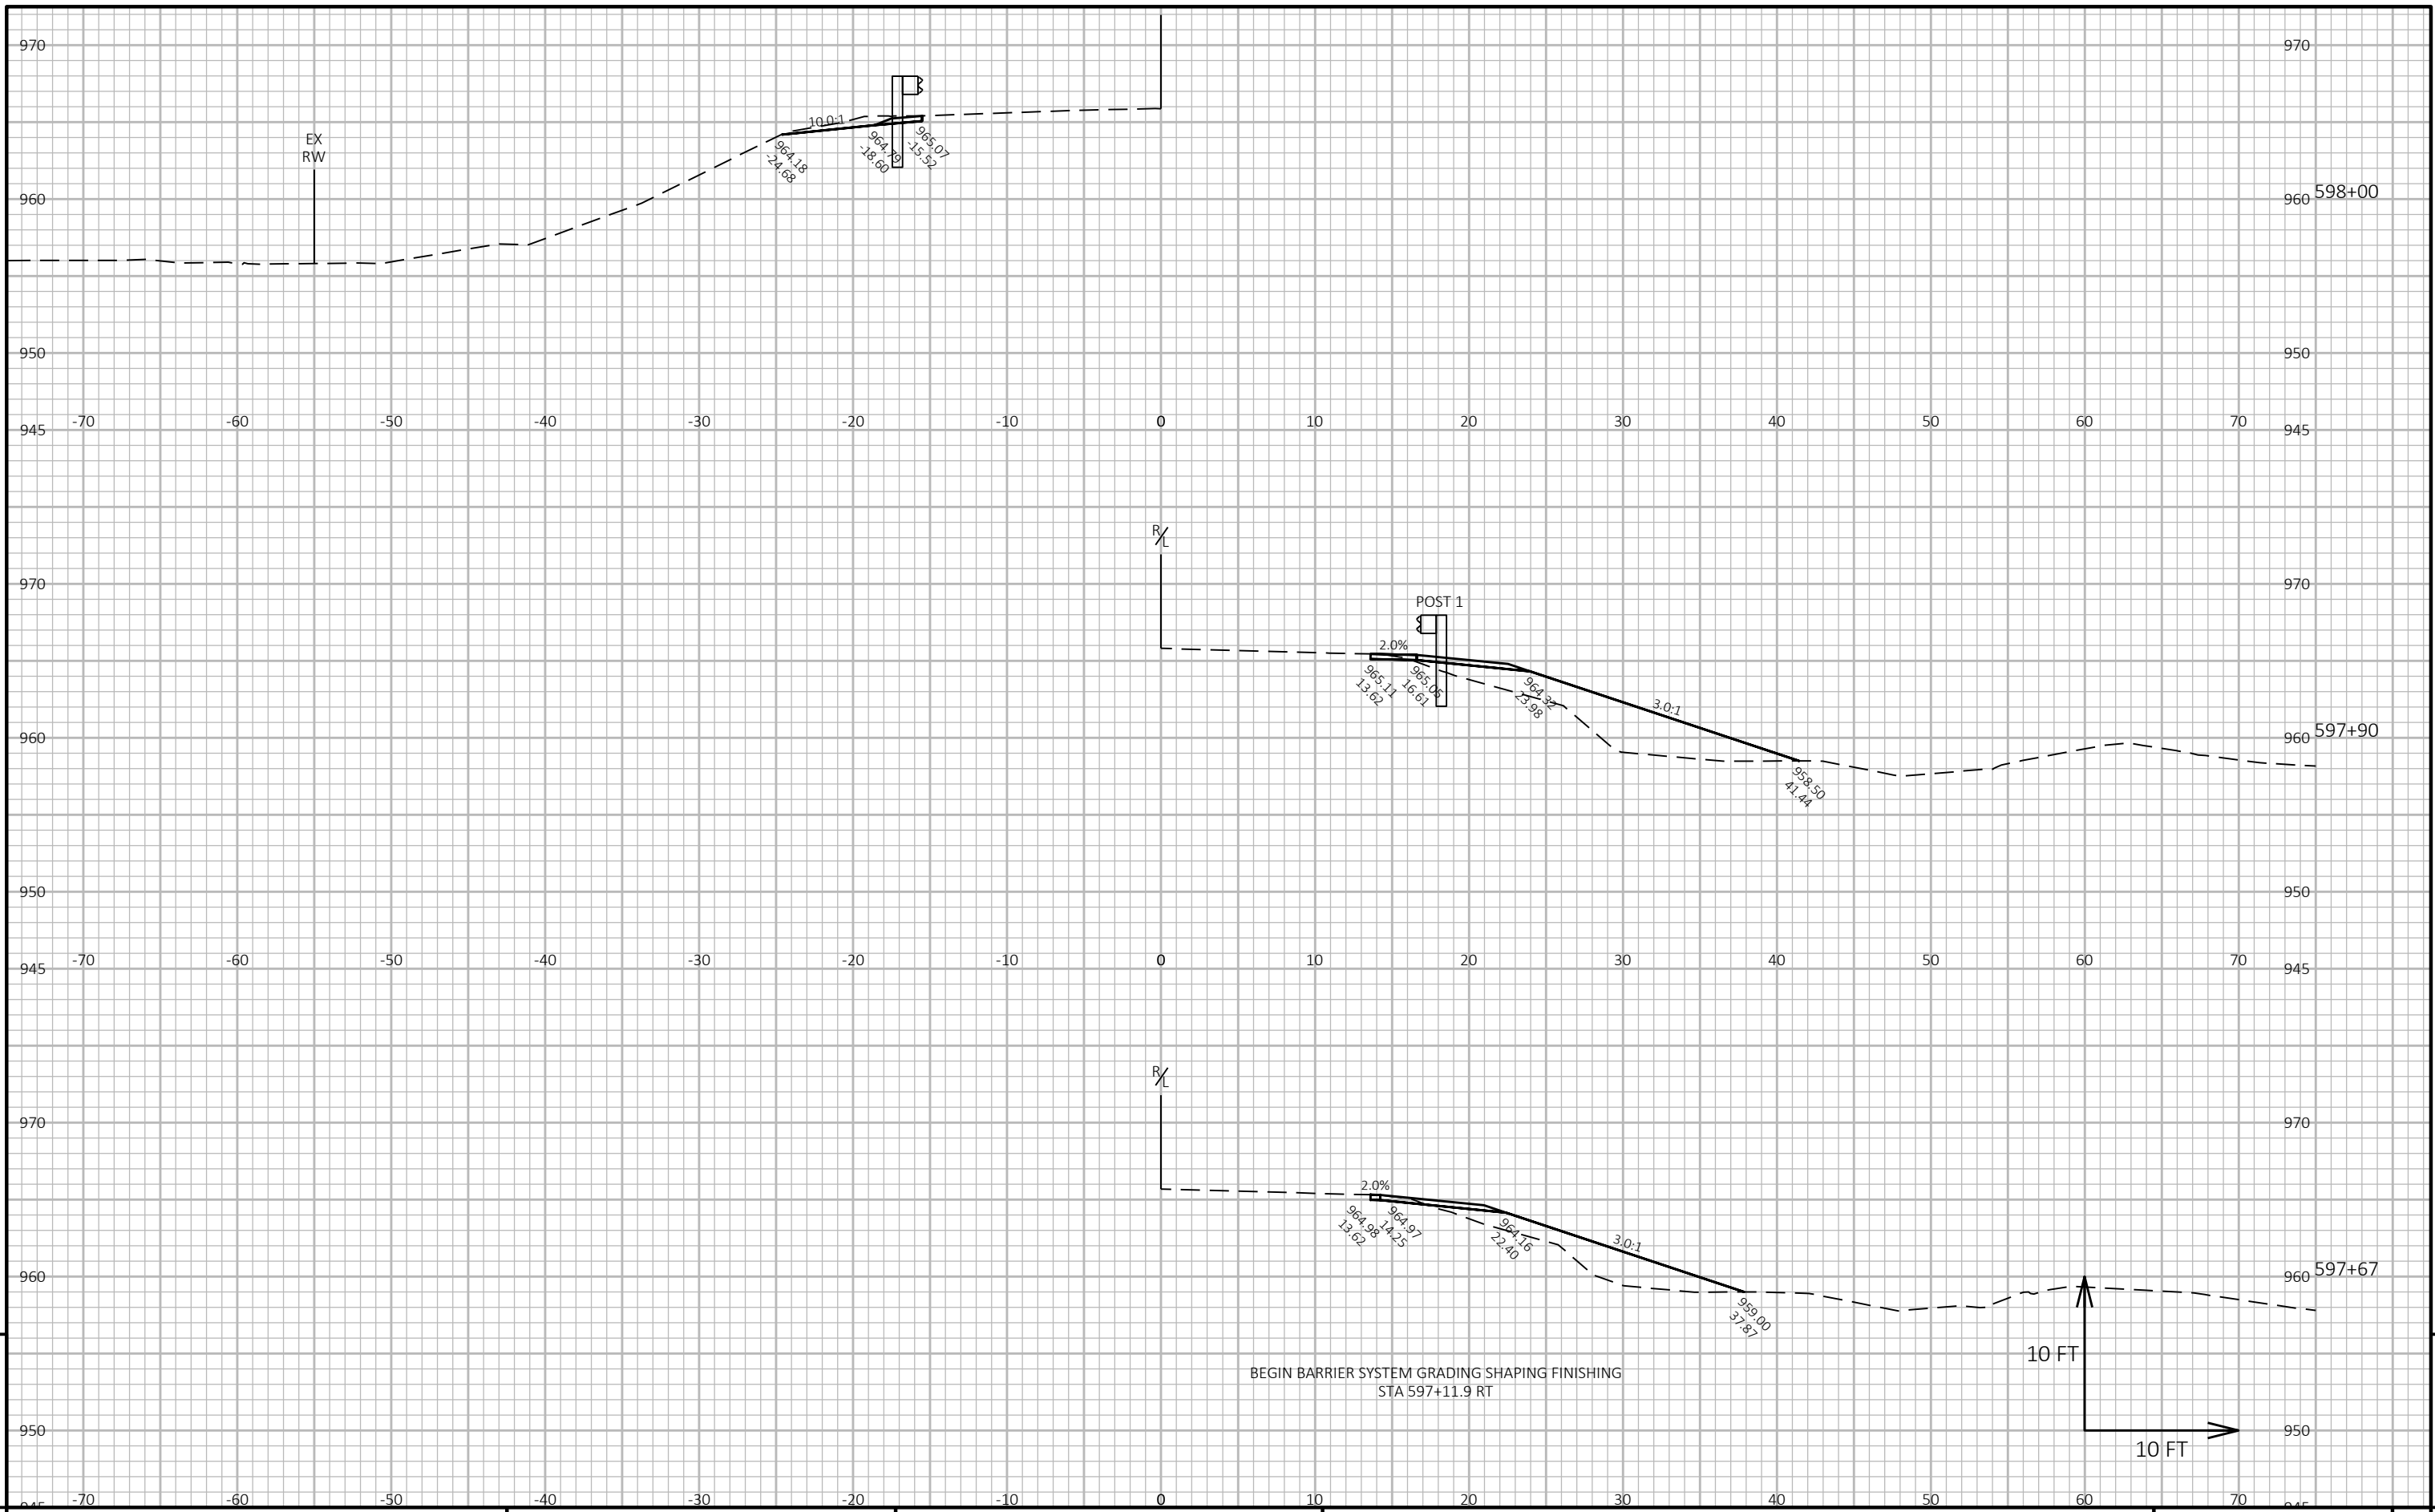 970 970
10.0:1
EX
RW
964.18
-24.68
964.79
-18.60
965.07
-15.52
960 960 598+00
950 950
-70 -60 -50 -40 -30 -20 -10 0 10 20 30 40 50 60 70
945 945
R/L
970 970
POST 1
2.0%
965.11
13.62
965.05
16.61
964.32
23.98
3.0:1
960 960 597+90
958.50
41.44
950 950
-70 -60 -50 -40 -30 -20 -10 0 10 20 30 40 50 60 70
945 945
R/L
970 970
2.0%
964.98
13.62
964.97
14.25
964.16
22.40
3.0:1
960 960 597+67
959.00
37.87
10 FT
BEGIN BARRIER SYSTEM GRADING SHAPING FINISHING
STA 597+11.9 RT
950 950
10 FT
-70 -60 -50 -40 -30 -20 -10 0 10 20 30 40 50 60 70
945 945